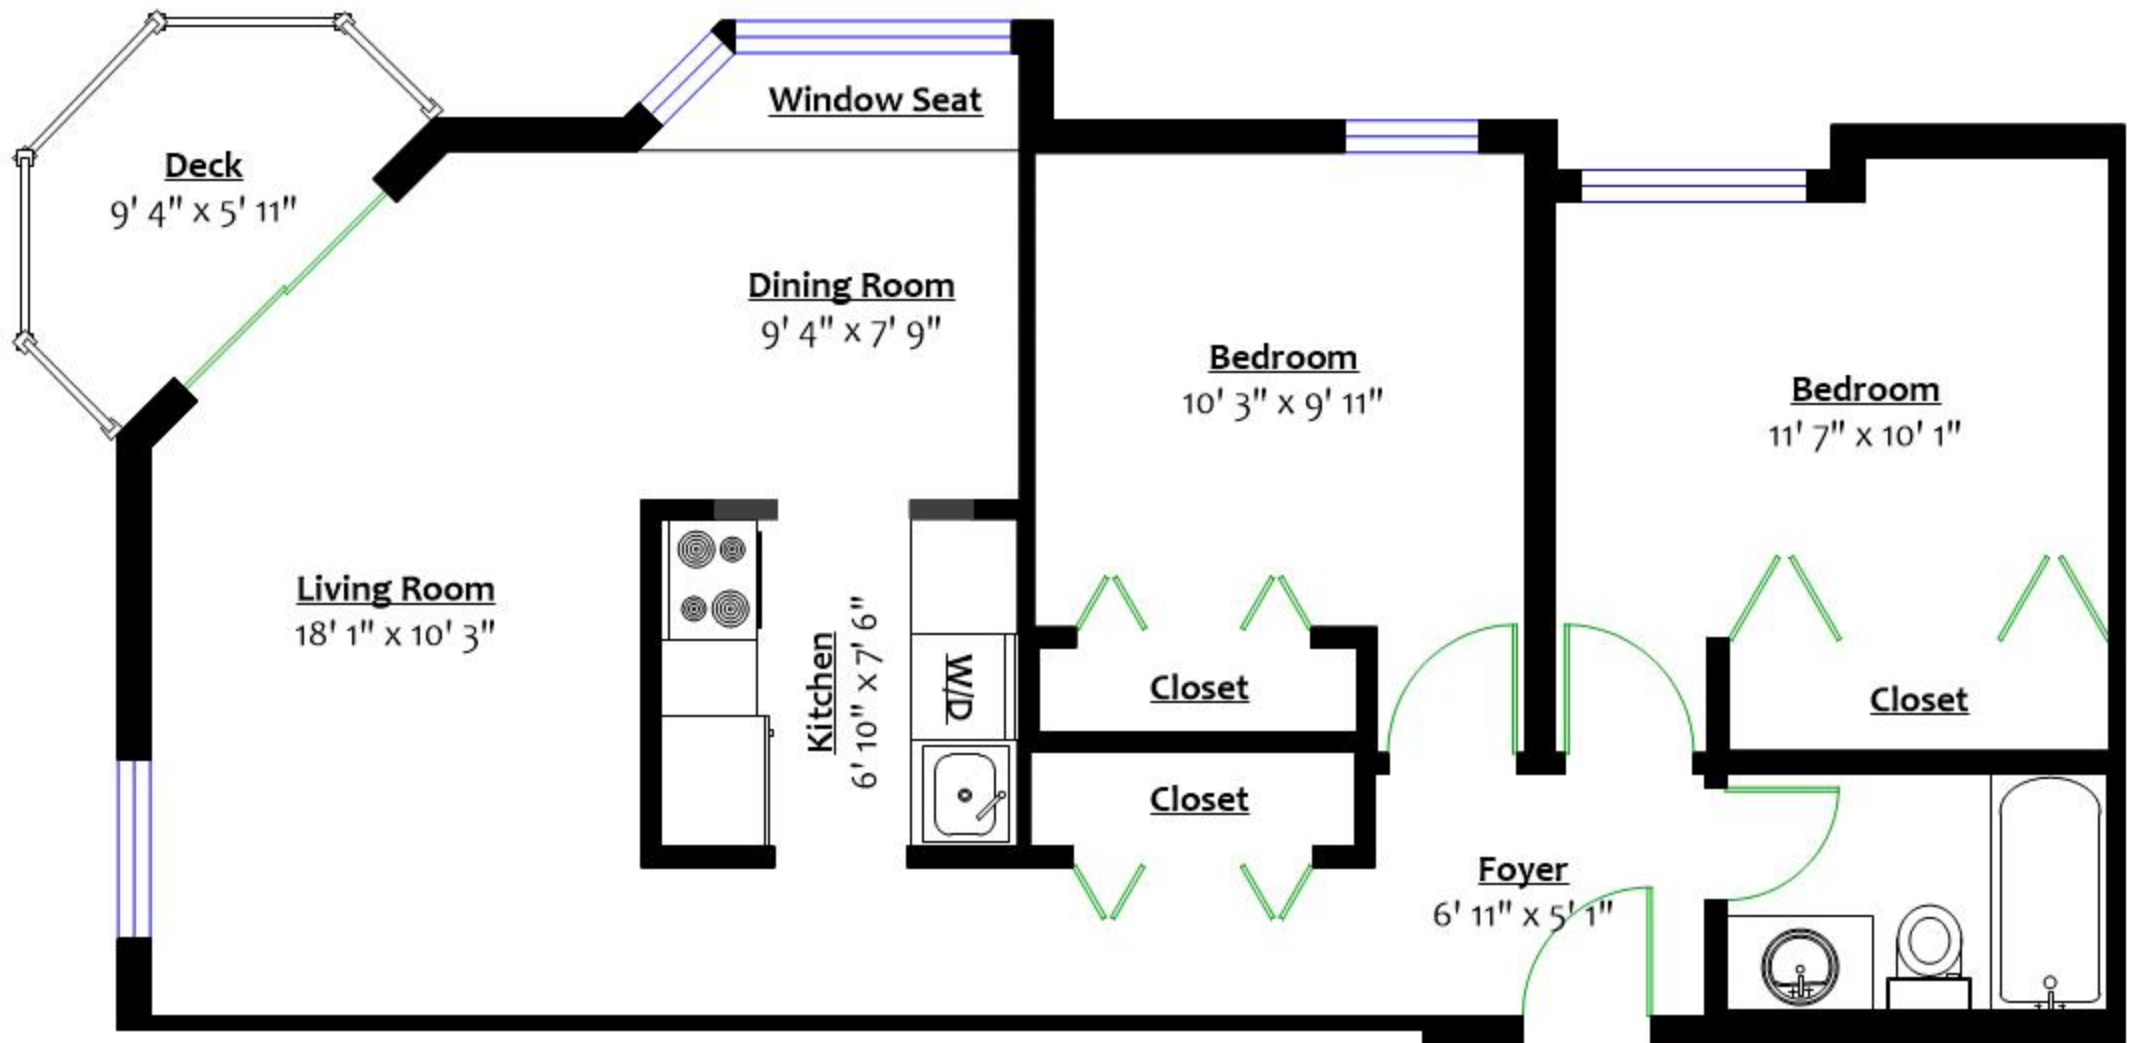 Window Seat
Deck
9' 4" x 5' 11"
Dining Room
9' 4" x 7' 9"
Bedroom
10' 3" x 9' 11"
Bedroom
11' 7" x 10' 1"
Living Room
18' 1" x 10' 3"
Kitchen
6' 10" x 7' 6"
W/D
Closet
Closet
Closet
Foyer
6' 11" x 5' 1"